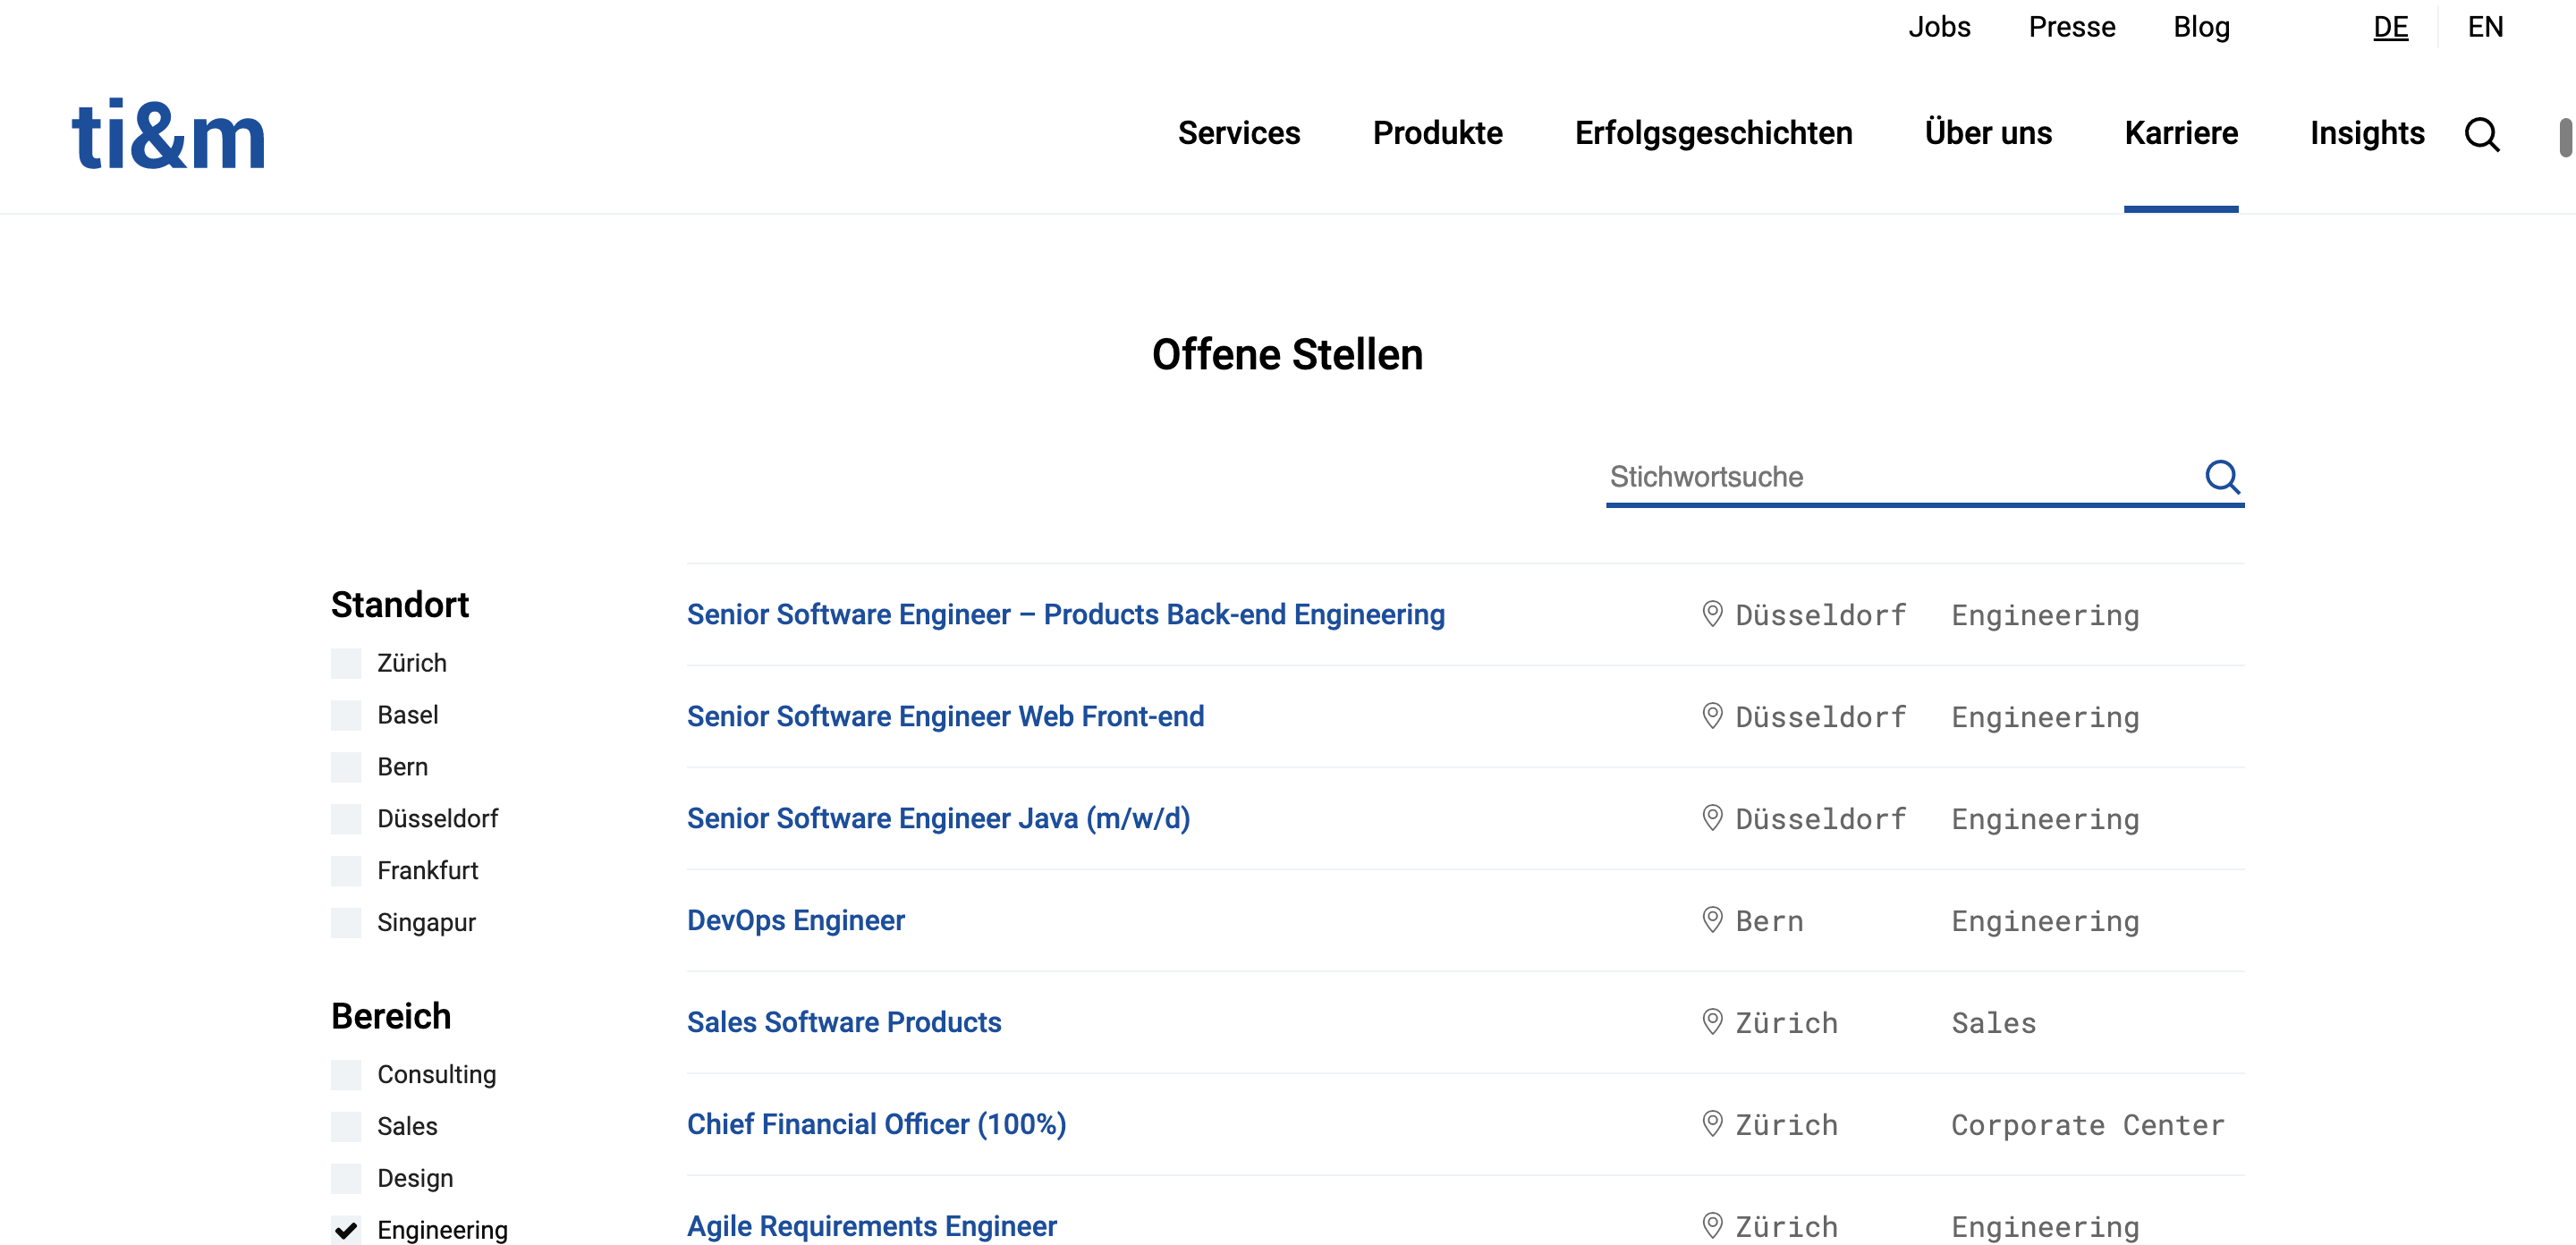 Jobs Presse Blog DE EN
ti&m
Services Produkte Erfolgsgeschichten Über uns Karriere Insights
Offene Stellen
Stichwortsuche
Standort
Zürich
Basel
Bern
Düsseldorf
Frankfurt
Singapur
Bereich
Consulting
Sales
Design
Engineering
Senior Software Engineer – Products Back-end Engineering Düsseldorf Engineering
Senior Software Engineer Web Front-end Düsseldorf Engineering
Senior Software Engineer Java (m/w/d) Düsseldorf Engineering
DevOps Engineer Bern Engineering
Sales Software Products Zürich Sales
Chief Financial Officer (100%) Zürich Corporate Center
Agile Requirements Engineer Zürich Engineering